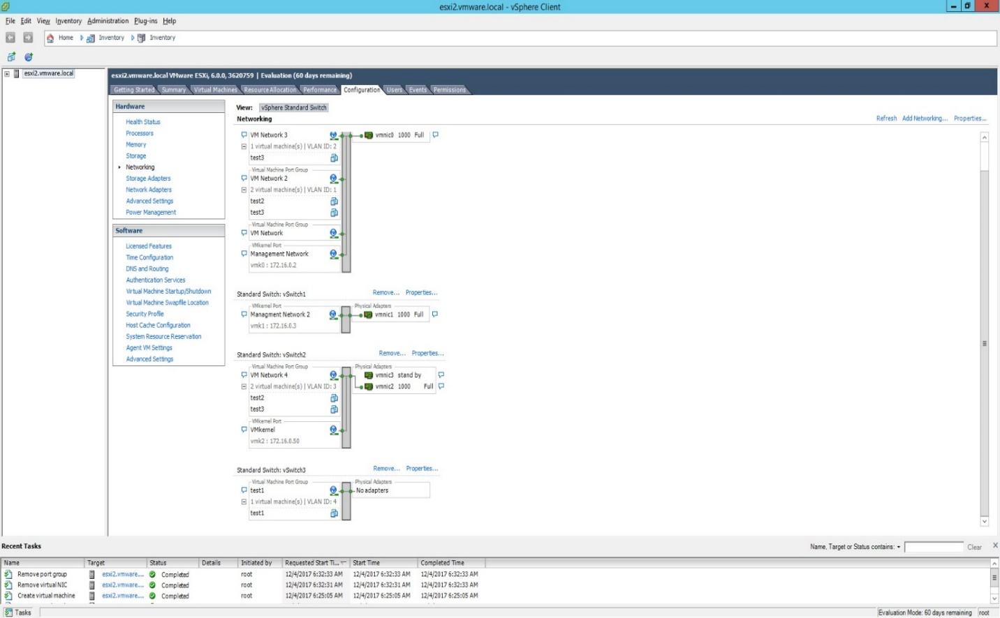 esxi2.vmware.local - vSphere Client
File Edit View Inventory Administration Plug-ins Help
Home Inventory Inventory
esxi2.vmware.local
esxi2.vmware.local VMware ESXi, 6.0.0, 3620759 | Evaluation (60 days remaining)
Getting Started Summary Virtual Machines Resource Allocation Performance Configuration Users Events Permissions
Hardware
Health Status
Processors
Memory
Storage
Networking
Storage Adapters
Network Adapters
Advanced Settings
Power Management
Software
Licensed Features
Time Configuration
DNS and Routing
Authentication Services
Virtual Machine Startup/Shutdown
Virtual Machine Swapfile Location
Security Profile
Host Cache Configuration
System Resource Reservation
Agent VM Settings
Advanced Settings
View: vSphere Standard Switch
Networking
Refresh Add Networking... Properties...
VM Network 3 vmnic0 1000 Full
1 virtual machine(s) | VLAN ID: 2
test3
Virtual Machine Port Group
VM Network 2
2 virtual machine(s) | VLAN ID: 1
test2
test3
Virtual Machine Port Group
VM Network
VMkernel Port
Management Network
vmk0 : 172.16.0.2
Standard Switch: vSwitch1 Remove... Properties...
VMkernel Port Physical Adapters
Managment Network 2 vmnic1 1000 Full
vmk1 : 172.16.0.3
Standard Switch: vSwitch2 Remove... Properties...
Virtual Machine Port Group Physical Adapters
VM Network 4 vmnic3 stand by
2 virtual machine(s) | VLAN ID: 3 vmnic2 1000 Full
test2
test3
VMkernel Port
VMkernel
vmk2 : 172.16.0.50
Standard Switch: vSwitch3 Remove... Properties...
Virtual Machine Port Group Physical Adapters
test1 No adapters
1 virtual machine(s) | VLAN ID: 4
test1
Recent Tasks
Name, Target or Status contains: Clear
Name Target Status Details Initiated by Requested Start Ti... Start Time Completed Time
Remove port group esxi2.vmware.... Completed root 12/4/2017 6:32:33 AM 12/4/2017 6:32:33 AM 12/4/2017 6:32:33 AM
Remove virtual NIC esxi2.vmware.... Completed root 12/4/2017 6:32:31 AM 12/4/2017 6:32:31 AM 12/4/2017 6:32:31 AM
Create virtual machine esxi2.vmware.... Completed root 12/4/2017 6:25:05 AM 12/4/2017 6:25:05 AM 12/4/2017 6:25:05 AM
Tasks
Evaluation Mode: 60 days remaining root